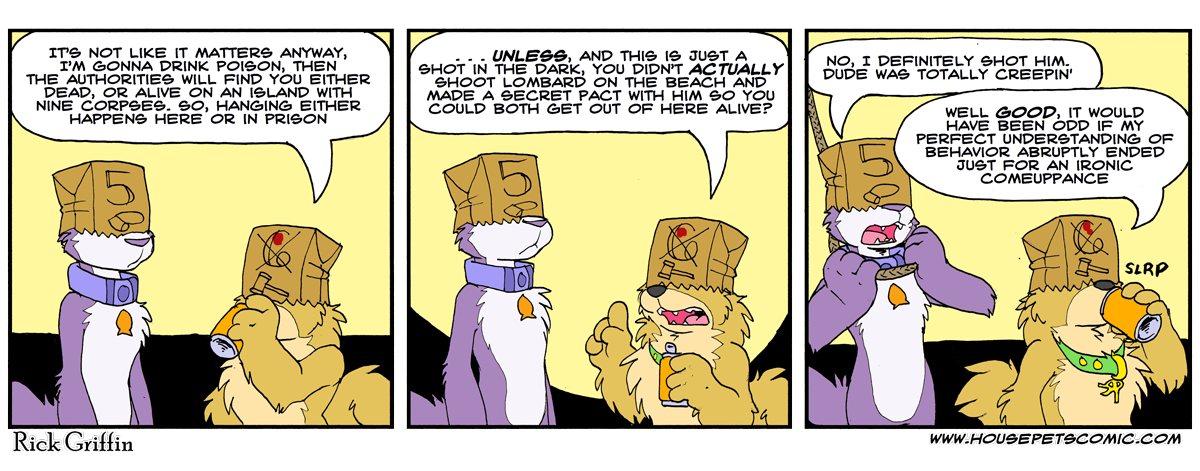 IT'S NOT LIKE IT MATTERS ANYWAY,
I'M GONNA DRINK POISON, THEN
THE AUTHORITIES WILL FIND YOU EITHER
DEAD, OR ALIVE ON AN ISLAND WITH
NINE CORPSES. SO, HANGING EITHER
HAPPENS HERE OR IN PRISON
5
. . . UNLESS, AND THIS IS JUST A
SHOT IN THE DARK, YOU DIDN'T ACTUALLY
SHOOT LOMBARD ON THE BEACH AND
MADE A SECRET PACT WITH HIM SO YOU
COULD BOTH GET OUT OF HERE ALIVE?
5
NO, I DEFINITELY SHOT HIM.
DUDE WAS TOTALLY CREEPIN'
WELL GOOD, IT WOULD
HAVE BEEN ODD IF MY
PERFECT UNDERSTANDING OF
BEHAVIOR ABRUPTLY ENDED
JUST FOR AN IRONIC
COMEUPPANCE
5
SLRP
Rick Griffin
WWW.HOUSEPETSCOMIC.COM